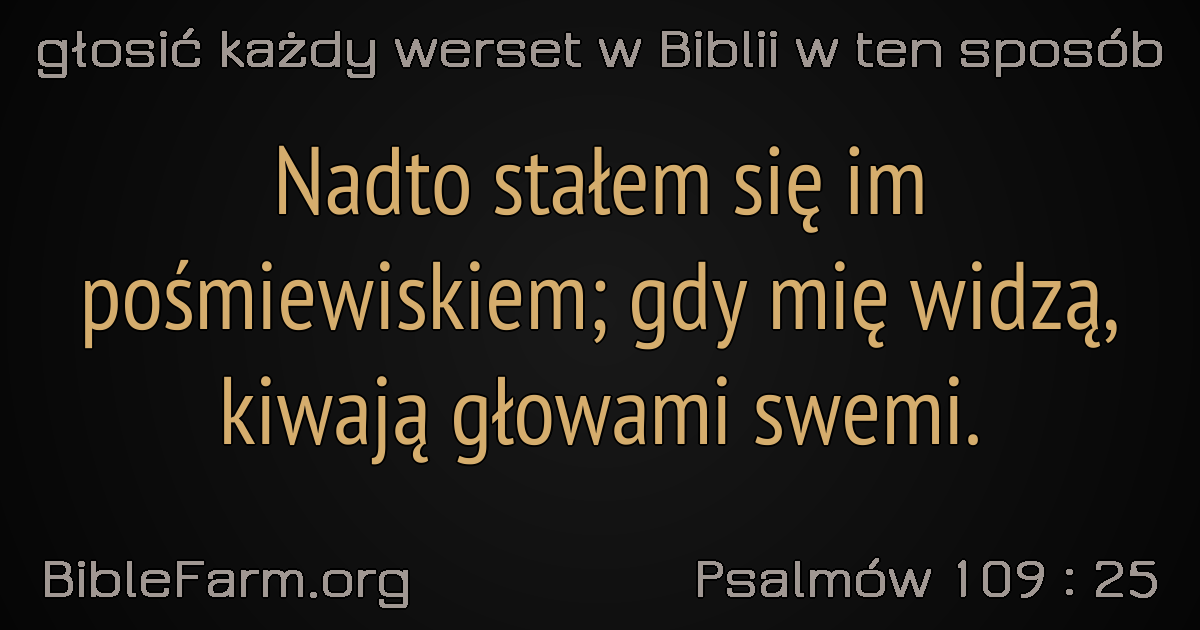 głosić każdy werset w Biblii w ten sposób
Nadto stałem się im
pośmiewiskiem; gdy mię widzą,
kiwają głowami swemi.
BibleFarm.org
Psalmów 109 : 25